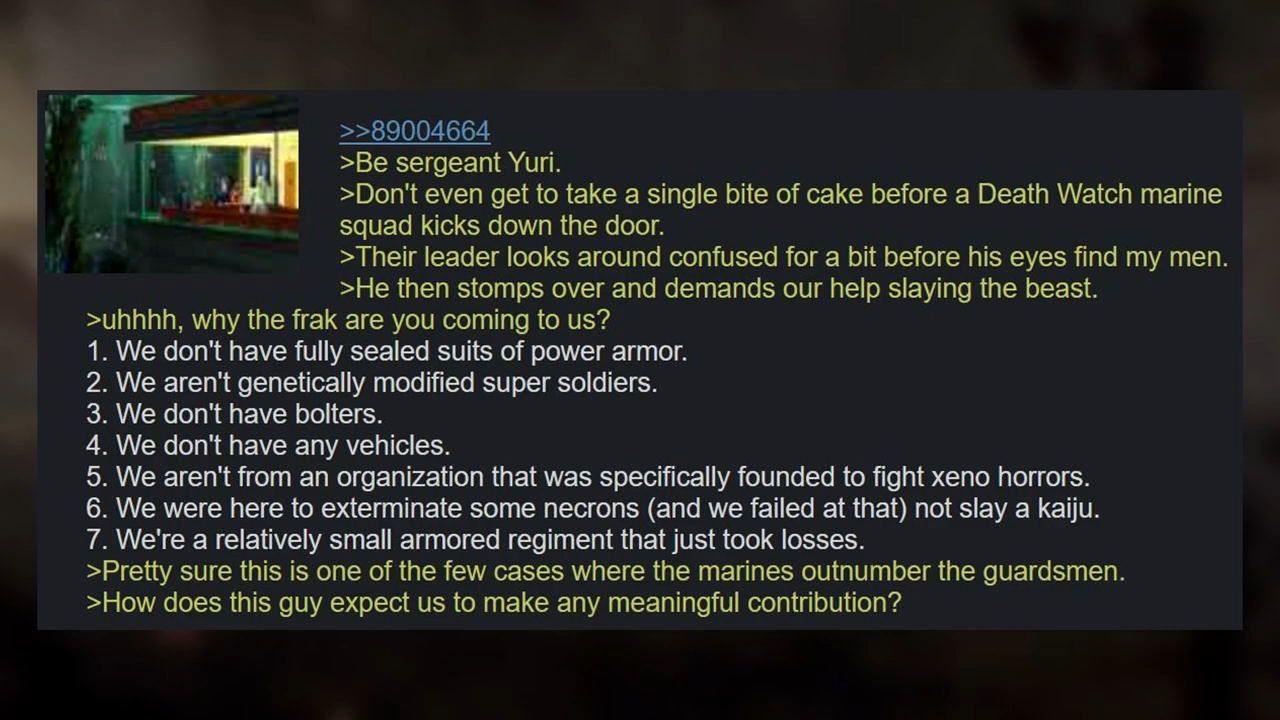 >>89004664
>Be sergeant Yuri.
>Don't even get to take a single bite of cake before a Death Watch marine
squad kicks down the door.
>Their leader looks around confused for a bit before his eyes find my men.
>He then stomps over and demands our help slaying the beast.
>uhhhh, why the frak are you coming to us?
1. We don't have fully sealed suits of power armor.
2. We aren't genetically modified super soldiers.
3. We don't have bolters.
4. We don't have any vehicles.
5. We aren't from an organization that was specifically founded to fight xeno horrors.
6. We were here to exterminate some necrons (and we failed at that) not slay a kaiju.
7. We're a relatively small armored regiment that just took losses.
>Pretty sure this is one of the few cases where the marines outnumber the guardsmen.
>How does this guy expect us to make any meaningful contribution?